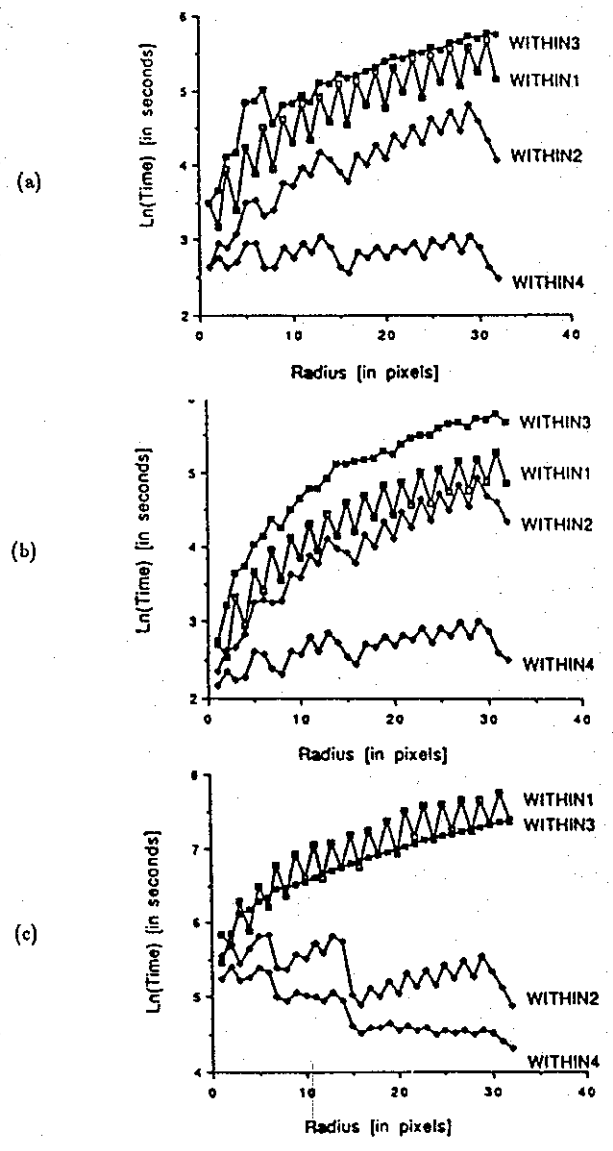 (a)
Ln(Time) [in seconds]
6
5
4
3
2
WITHIN3
WITHIN1
WITHIN2
WITHIN4
0 10 20 30 40
Radius [in pixels]
(b)
Ln(Time) [in seconds]
6
5
4
3
2
WITHIN3
WITHIN1
WITHIN2
WITHIN4
0 10 20 30 40
Radius [in pixels]
(c)
Ln(Time) [in seconds]
8
7
6
5
4
WITHIN1
WITHIN3
WITHIN2
WITHIN4
0 10 20 30 40
Radius [in pixels]